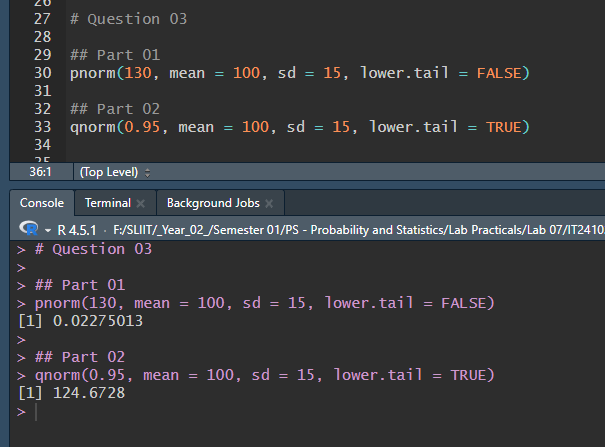 26
27 # Question 03
28
29 ## Part 01
30 pnorm(130, mean = 100, sd = 15, lower.tail = FALSE)
31
32 ## Part 02
33 qnorm(0.95, mean = 100, sd = 15, lower.tail = TRUE)
34
35
36:1 (Top Level)
Console Terminal Background Jobs
R 4.5.1 · F:/SLIIT/_Year_02_/Semester 01/PS - Probability and Statistics/Lab Practicals/Lab 07/IT2410
> # Question 03
>
> ## Part 01
> pnorm(130, mean = 100, sd = 15, lower.tail = FALSE)
[1] 0.02275013
>
> ## Part 02
> qnorm(0.95, mean = 100, sd = 15, lower.tail = TRUE)
[1] 124.6728
>